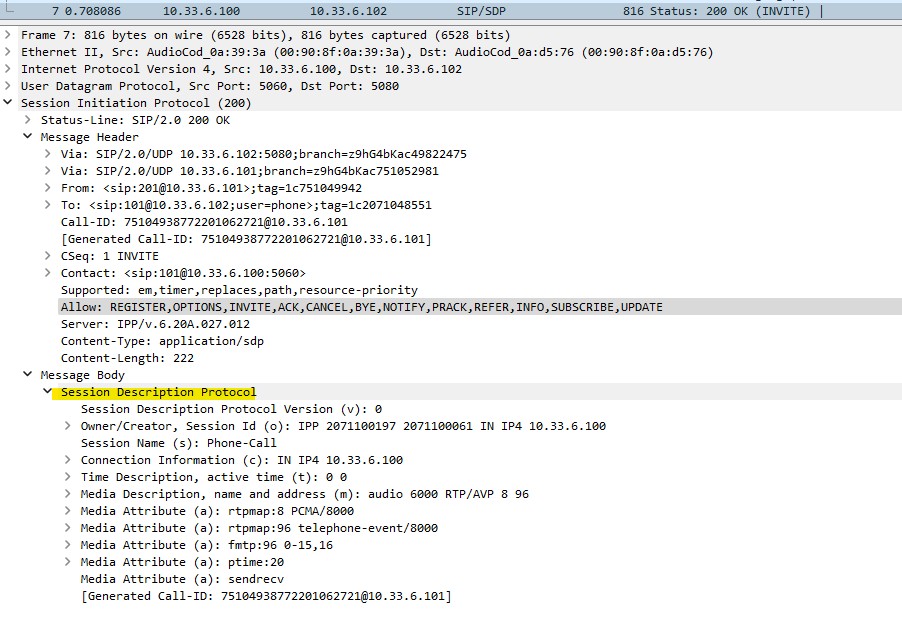 7 0.708086 10.33.6.100 10.33.6.102 SIP/SDP 816 Status: 200 OK (INVITE) |
Frame 7: 816 bytes on wire (6528 bits), 816 bytes captured (6528 bits)
Ethernet II, Src: AudioCod_0a:39:3a (00:90:8f:0a:39:3a), Dst: AudioCod_0a:d5:76 (00:90:8f:0a:d5:76)
Internet Protocol Version 4, Src: 10.33.6.100, Dst: 10.33.6.102
User Datagram Protocol, Src Port: 5060, Dst Port: 5080
Session Initiation Protocol (200)
Status-Line: SIP/2.0 200 OK
Message Header
Via: SIP/2.0/UDP 10.33.6.102:5080;branch=z9hG4bKac49822475
Via: SIP/2.0/UDP 10.33.6.101;branch=z9hG4bKac751052981
From: <sip:201@10.33.6.101>;tag=1c751049942
To: <sip:101@10.33.6.102;user=phone>;tag=1c2071048551
Call-ID: 75104938772201062721@10.33.6.101
[Generated Call-ID: 75104938772201062721@10.33.6.101]
CSeq: 1 INVITE
Contact: <sip:101@10.33.6.100:5060>
Supported: em,timer,replaces,path,resource-priority
Allow: REGISTER,OPTIONS,INVITE,ACK,CANCEL,BYE,NOTIFY,PRACK,REFER,INFO,SUBSCRIBE,UPDATE
Server: IPP/v.6.20A.027.012
Content-Type: application/sdp
Content-Length: 222
Message Body
Session Description Protocol
Session Description Protocol Version (v): 0
Owner/Creator, Session Id (o): IPP 2071100197 2071100061 IN IP4 10.33.6.100
Session Name (s): Phone-Call
Connection Information (c): IN IP4 10.33.6.100
Time Description, active time (t): 0 0
Media Description, name and address (m): audio 6000 RTP/AVP 8 96
Media Attribute (a): rtpmap:8 PCMA/8000
Media Attribute (a): rtpmap:96 telephone-event/8000
Media Attribute (a): fmtp:96 0-15,16
Media Attribute (a): ptime:20
Media Attribute (a): sendrecv
[Generated Call-ID: 75104938772201062721@10.33.6.101]